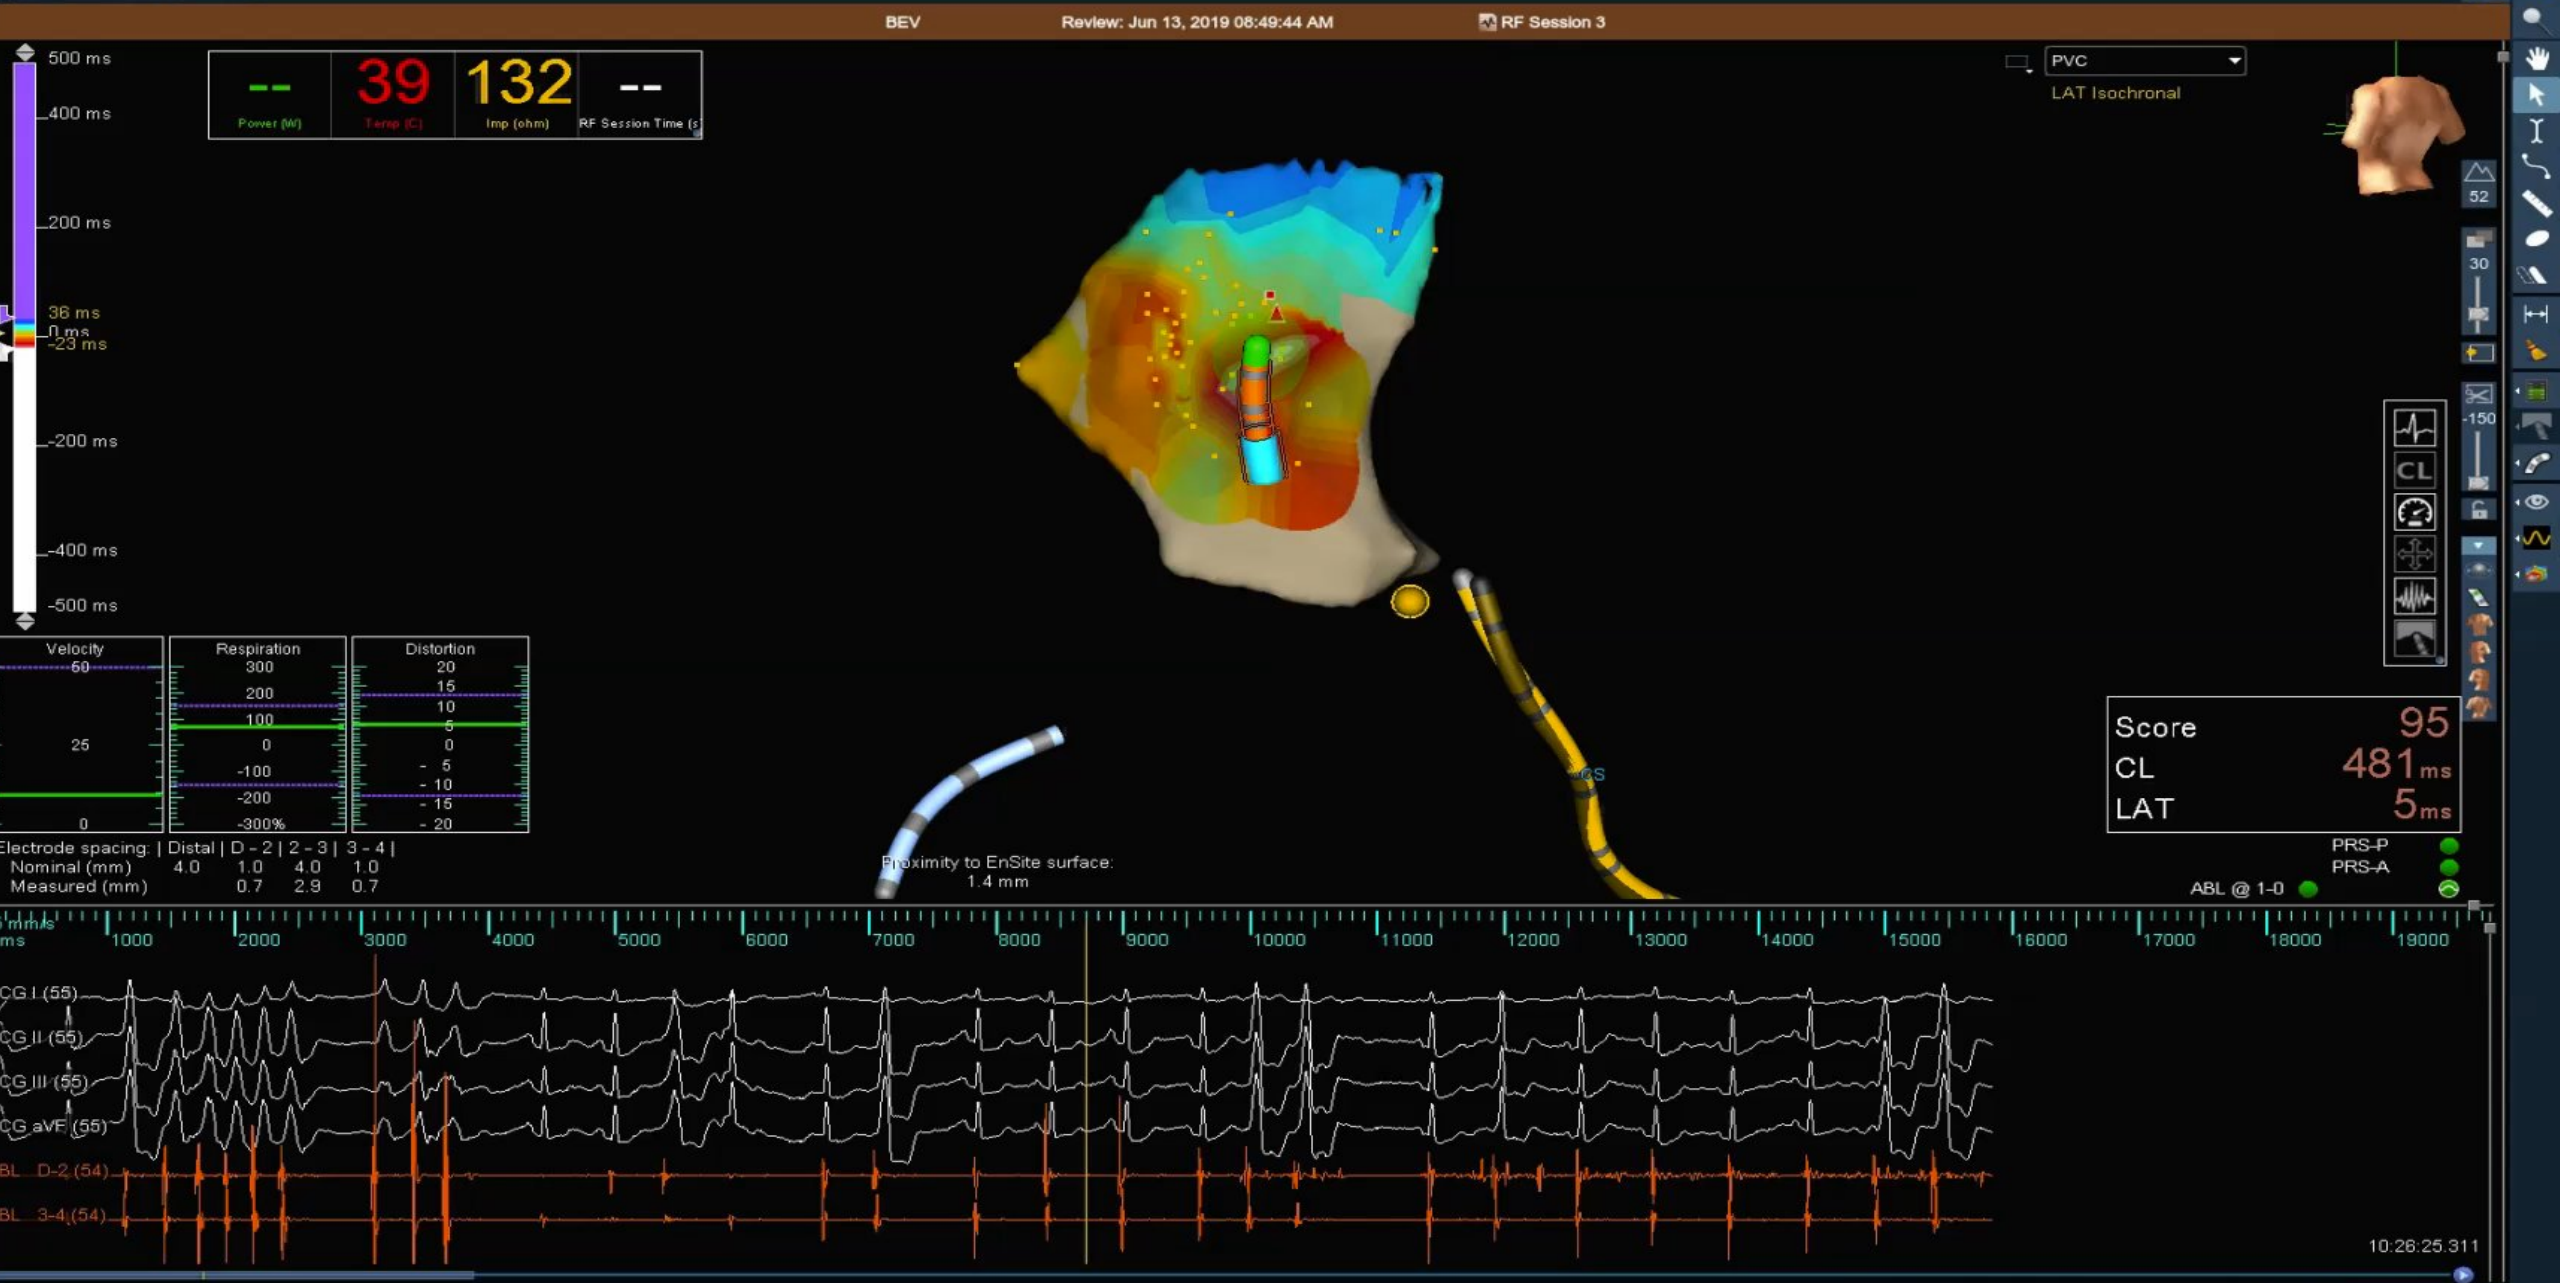 BEV Review: Jun 13, 2019 08:49:44 AM RF Session 3
500 ms
400 ms
200 ms
36 ms
0 ms
-23 ms
-200 ms
-400 ms
-500 ms
-- 39 132 --
Power (W) Temp (C) Imp (ohm) RF Session Time (s
PVC
LAT Isochronal
52
30
-150
CL
Velocity
50
25
0
Respiration
300
200
100
0
-100
-200
-300%
Distortion
20
15
10
5
0
- 5
- 10
- 15
- 20
Electrode spacing: | Distal | D - 2 | 2 - 3 | 3 - 4 |
Nominal (mm) 4.0 1.0 4.0 1.0
Measured (mm) 0.7 2.9 0.7
Proximity to EnSite surface:
1.4 mm
CS
Score 95
CL 481ms
LAT 5ms
PRS-P
PRS-A
ABL @ 1-0
mm/s
ms 1000 2000 3000 4000 5000 6000 7000 8000 9000 10000 11000 12000 13000 14000 15000 16000 17000 18000 19000
CG I (55)
CG II (55)
CG III (55)
CG aVF (55)
BL D-2 (54)
BL 3-4 (54)
10:26:25.311